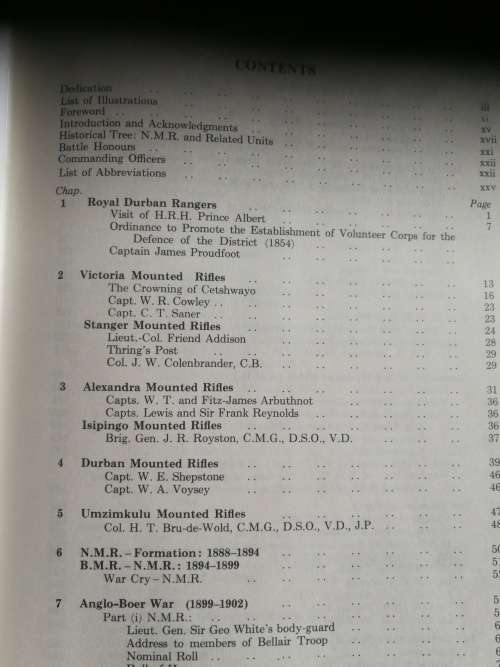 CONTENTS
Dedication .. .. .. .. .. .. .. .. .. iii
List of Illustrations .. .. .. .. .. .. .. .. vi
Foreword .. .. .. .. .. .. .. .. .. .. xv
Introduction and Acknowledgments .. .. .. .. .. .. xvii
Historical Tree: N.M.R. and Related Units .. .. .. .. .. xxi
Battle Honours .. .. .. .. .. .. .. .. .. xxii
Commanding Officers .. .. .. .. .. .. .. .. xxii
List of Abbreviations .. .. .. .. .. .. .. .. xxv
Chap. Page
1 Royal Durban Rangers .. .. .. .. .. .. 1
Visit of H.R.H. Prince Albert .. .. .. .. .. 7
Ordinance to Promote the Establishment of Volunteer Corps for the
Defence of the District (1854) .. .. .. .. ..
Captain James Proudfoot .. .. .. .. .. ..
2 Victoria Mounted Rifles .. .. .. .. .. .. 13
The Crowning of Cetshwayo .. .. .. .. .. .. 16
Capt. W. R. Cowley .. .. .. .. .. .. .. 23
Capt. C. T. Saner .. .. .. .. .. .. .. 23
Stanger Mounted Rifles .. .. .. .. .. .. 24
Lieut.-Col. Friend Addison .. .. .. .. .. 28
Thring's Post .. .. .. .. .. .. .. 29
Col. J. W. Colenbrander, C.B. .. .. .. .. .. .. 29
3 Alexandra Mounted Rifles .. .. .. .. .. .. 31
Capts. W. T. and Fitz-James Arbuthnot .. .. .. .. 36
Capts. Lewis and Sir Frank Reynolds .. .. .. .. .. 36
Isipingo Mounted Rifles .. .. .. .. .. .. 36
Brig. Gen. J. R. Royston, C.M.G., D.S.O., V.D. .. .. .. 37
4 Durban Mounted Rifles .. .. .. .. .. .. 39
Capt. W. E. Shepstone .. .. .. .. .. .. 46
Capt. W. A. Voysey .. .. .. .. .. .. 46
5 Umzimkulu Mounted Rifles .. .. .. .. .. .. 47
Col. H. T. Bru-de-Wold, C.M.G., D.S.O., V.D., J.P. .. .. .. 48
6 N.M.R. – Formation: 1888–1894 .. .. .. .. ..
B.M.R. – N.M.R.: 1894–1899 .. .. .. .. ..
War Cry – N.M.R. .. .. .. .. .. ..
7 Anglo-Boer War (1899–1902) .. .. .. .. ..
Part (i) N.M.R.: .. .. .. .. .. .. ..
Lieut. Gen. Sir Geo White's body-guard .. .. .. ..
Address to members of Bellair Troop .. .. .. ..
Nominal Roll .. .. .. .. .. .. ..